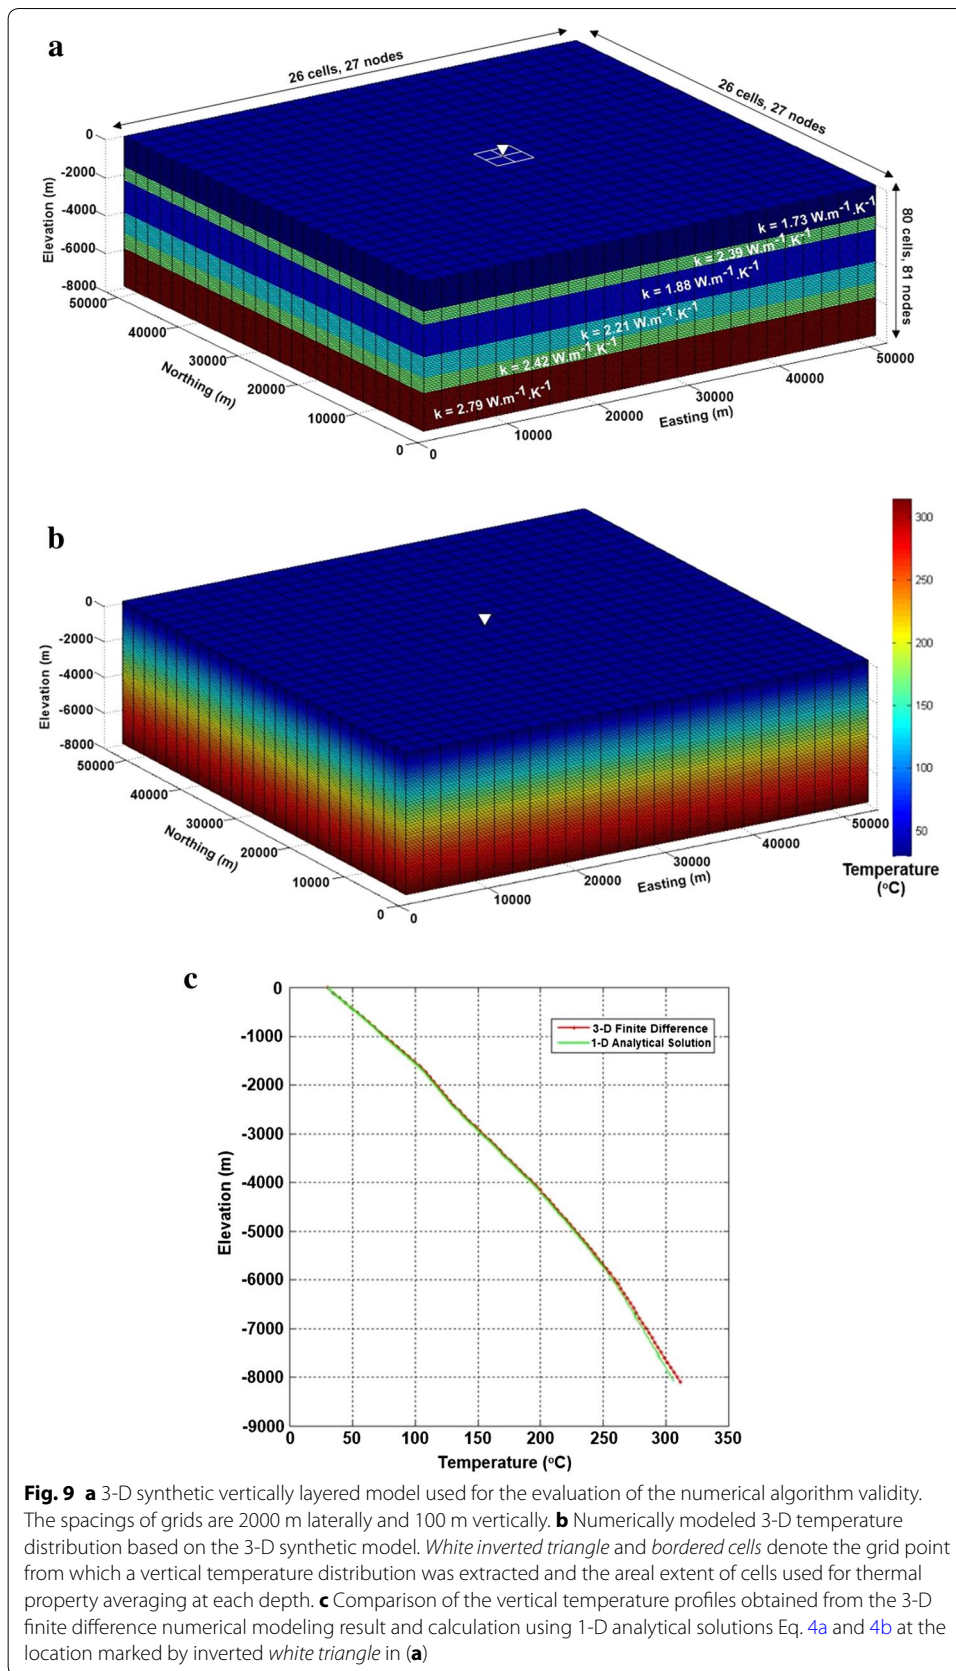 a
26 cells, 27 nodes
26 cells, 27 nodes
80 cells, 81 nodes
0
-2000
-4000
-6000
-8000
Elevation (m)
50000
40000
30000
20000
10000
0
Northing (m)
0
10000
20000
30000
40000
50000
Easting (m)
k = 1.73 W.m⁻¹.K⁻¹
k = 2.39 W.m⁻¹.K⁻¹
k = 1.88 W.m⁻¹.K⁻¹
k = 2.21 W.m⁻¹.K⁻¹
k = 2.42 W.m⁻¹.K⁻¹
k = 2.79 W.m⁻¹.K⁻¹
b
0
-2000
-4000
-6000
-8000
Elevation (m)
50000
40000
30000
20000
10000
0
Northing (m)
0
10000
20000
30000
40000
50000
Easting (m)
300
250
200
150
100
50
Temperature
(°C)
c
0
-1000
-2000
-3000
-4000
-5000
-6000
-7000
-8000
-9000
Elevation (m)
3-D Finite Difference
1-D Analytical Solution
0 50 100 150 200 250 300 350
Temperature (°C)
Fig. 9 a 3-D synthetic vertically layered model used for the evaluation of the numerical algorithm validity.
The spacings of grids are 2000 m laterally and 100 m vertically. b Numerically modeled 3-D temperature
distribution based on the 3-D synthetic model. White inverted triangle and bordered cells denote the grid point
from which a vertical temperature distribution was extracted and the areal extent of cells used for thermal
property averaging at each depth. c Comparison of the vertical temperature profiles obtained from the 3-D
finite difference numerical modeling result and calculation using 1-D analytical solutions Eq. 4a and 4b at the
location marked by inverted white triangle in (a)